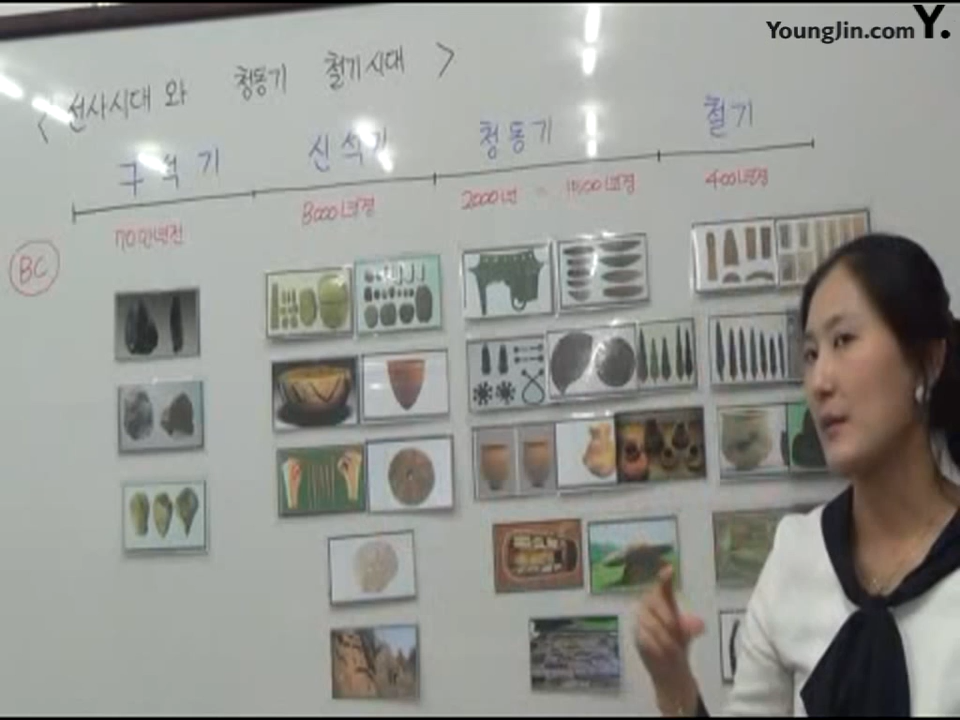 YoungJin.com Y.
< 선사시대 와 청동기 철기시대 >
구석기 신석기 청동기 철기
70만년전 8000년경 2000년 ~ 1500년경 400년경
BC